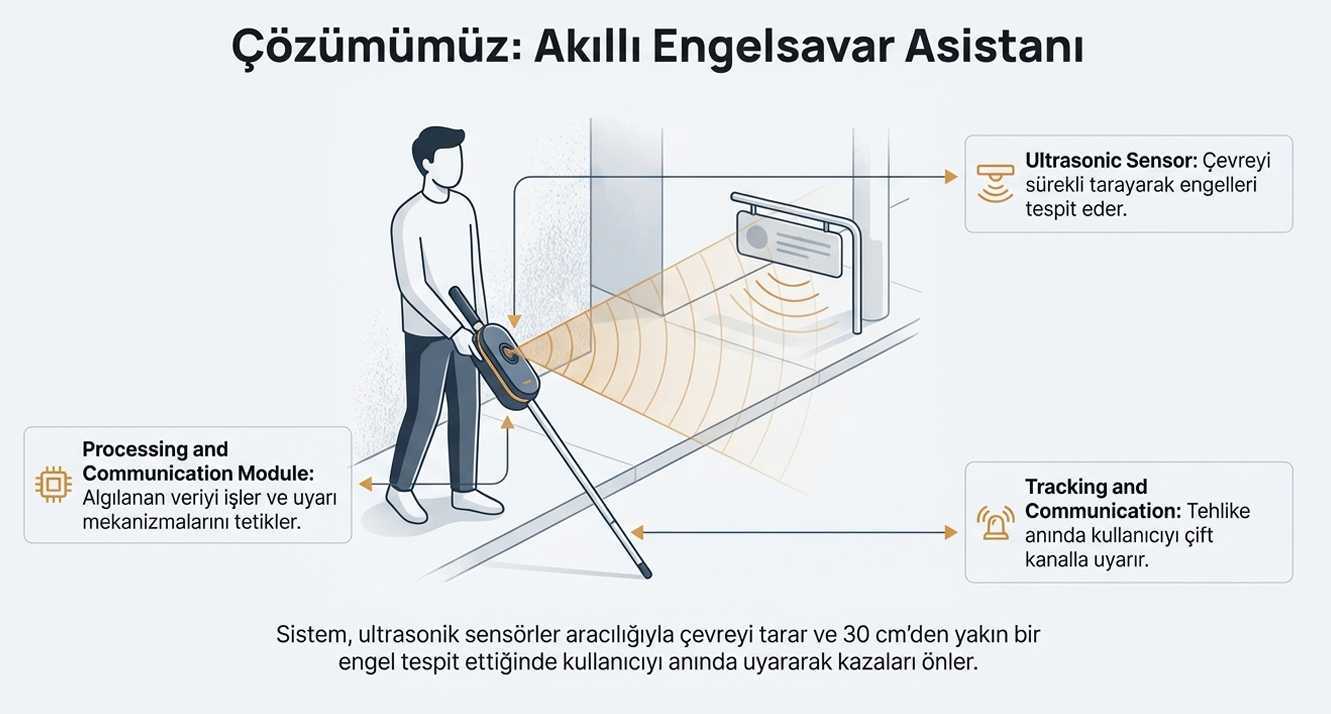 Çözümümüz: Akıllı Engelsavar Asistanı
Ultrasonic Sensor: Çevreyi
sürekli tarayarak engelleri
tespit eder.
Processing and
Communication Module:
Algılanan veriyi işler ve uyarı
mekanizmalarını tetikler.
Tracking and
Communication: Tehlike
anında kullanıcıyı çift
kanalla uyarır.
Sistem, ultrasonik sensörler aracılığıyla çevreyi tarar ve 30 cm'den yakın bir
engel tespit ettiğinde kullanıcıyı anında uyararak kazaları önler.